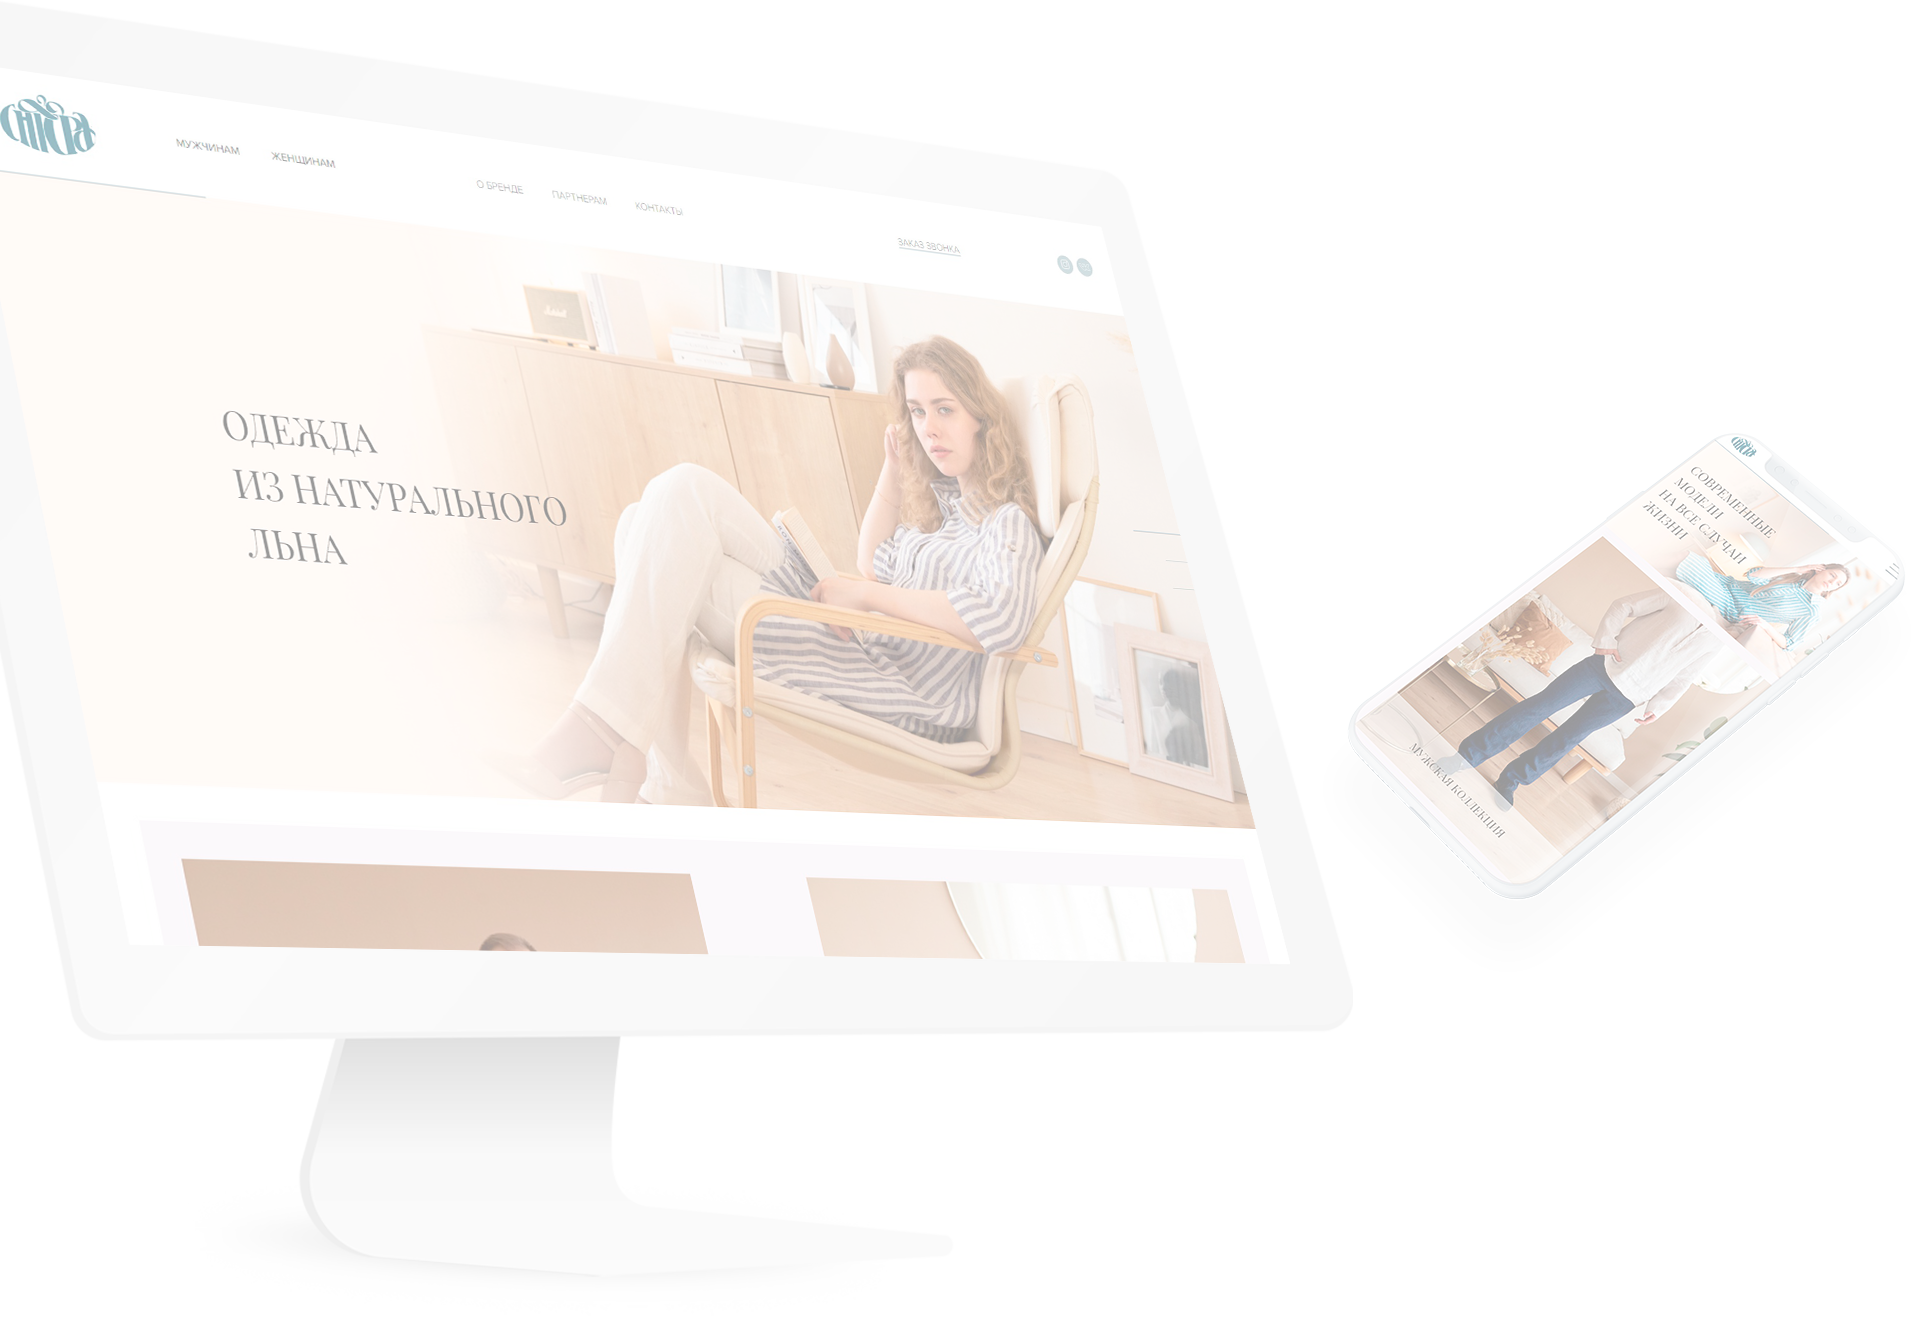 МУЖЧИНАМ
ЖЕНЩИНАМ
О БРЕНДЕ
ПАРТНЕРАМ
КОНТАКТЫ
ЗАКАЗ ЗВОНКА
ОДЕЖДА
ИЗ НАТУРАЛЬНОГО
ЛЬНА
СОВРЕМЕННЫЕ
МОДЕЛИ
НА ВСЕ СЛУЧАИ
ЖИЗНИ
МУЖСКАЯ КОЛЛЕКЦИЯ